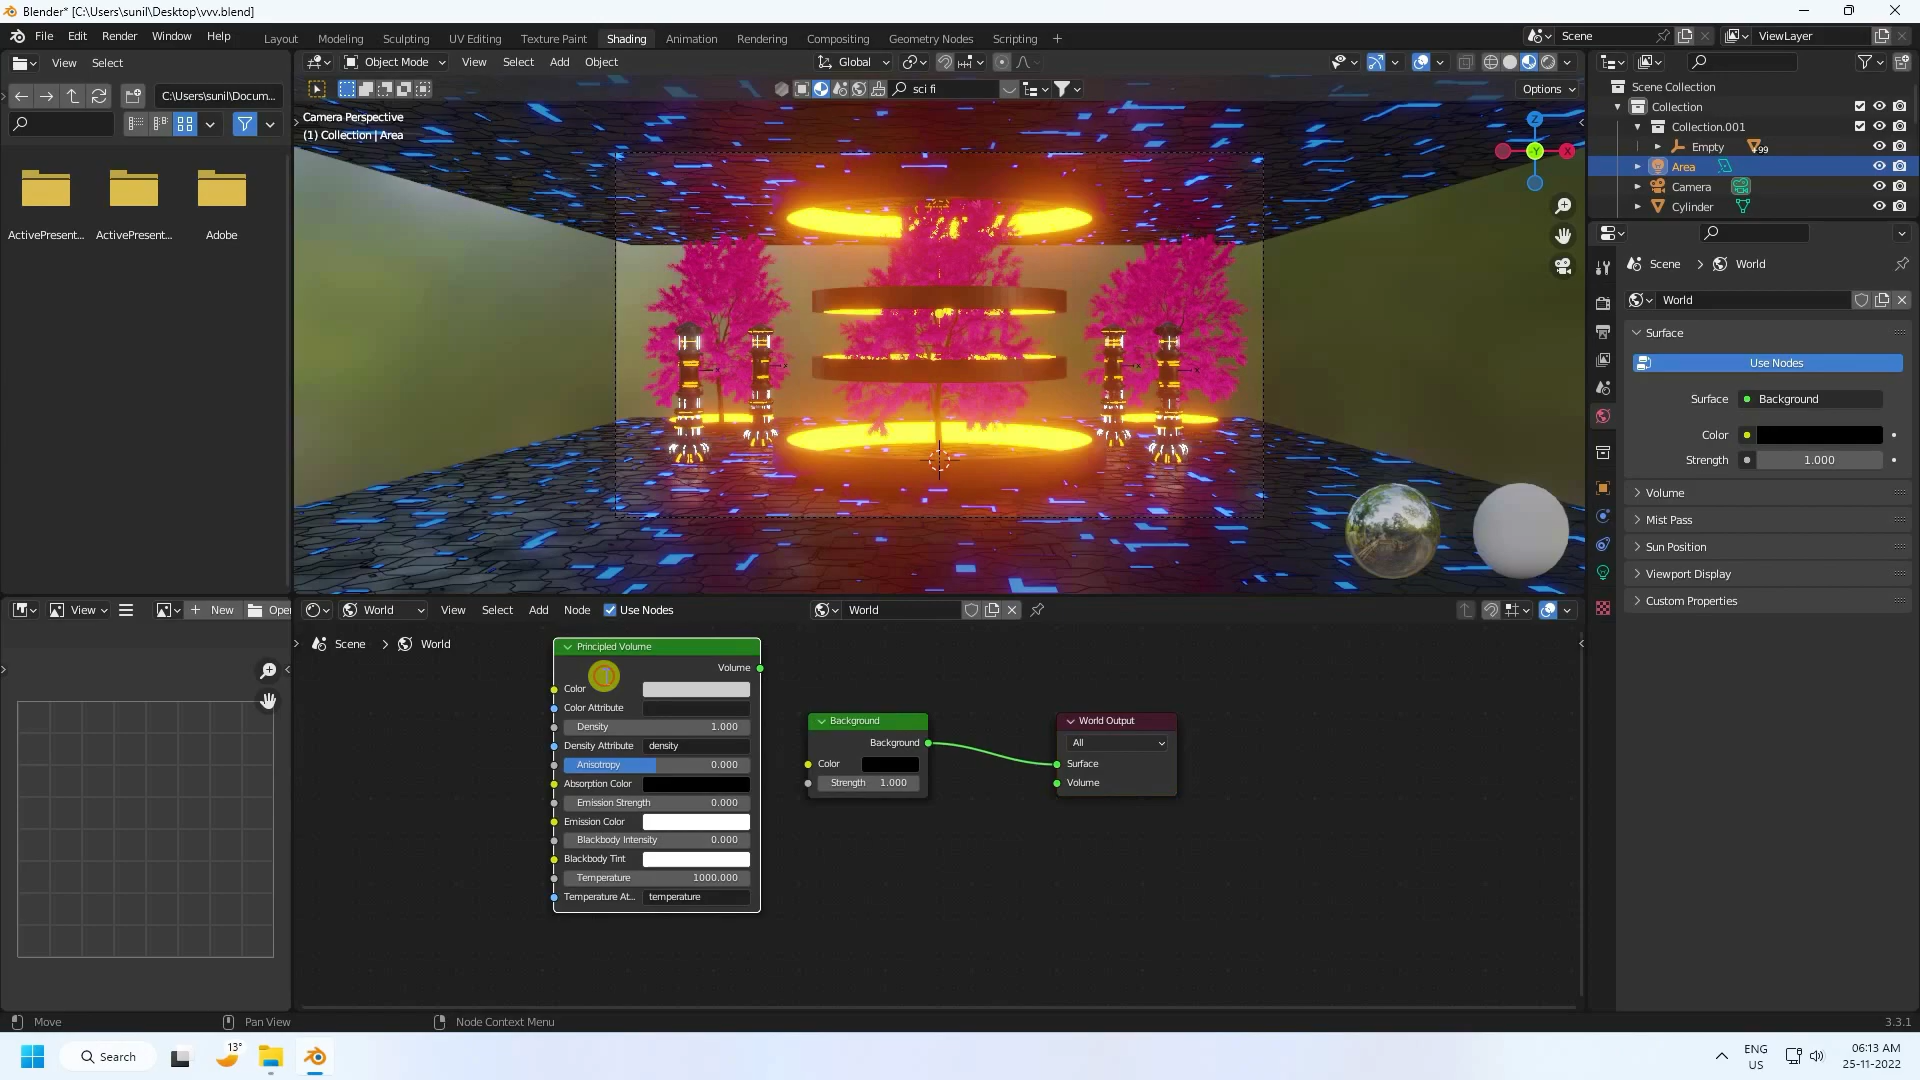 Blender* [C:\Users\sunil\Desktop\vvv.blend]
File Edit Render Window Help
Layout Modeling Sculpting UV Editing Texture Paint Shading Animation Rendering Compositing Geometry Nodes Scripting +
Scene
ViewLayer
View Select
Object Mode View Select Add Object Global
C:\Users\sunil\Docum...
sci fi
Options
Camera Perspective
(1) Collection | Area
Z
X
-Y
ActivePresent... ActivePresent... Adobe
Scene Collection
Collection
Collection.001
Empty
99
Area
Camera
Cylinder
Scene > World
World
Surface
Use Nodes
Surface Background
Color
Strength 1.000
Volume
Mist Pass
Sun Position
Viewport Display
Custom Properties
View + New Open
World View Select Add Node Use Nodes World
Scene > World
Principled Volume
Volume
Color
Color Attribute
Density 1.000
Density Attribute density
Anisotropy 0.000
Absorption Color
Emission Strength 0.000
Emission Color
Blackbody Intensity 0.000
Blackbody Tint
Temperature 1000.000
Temperature At... temperature
Background
Background
Color
Strength 1.000
World Output
All
Surface
Volume
Move Pan View Node Context Menu 3.3.1
13°
Search
ENG
US
06:13 AM
25-11-2022